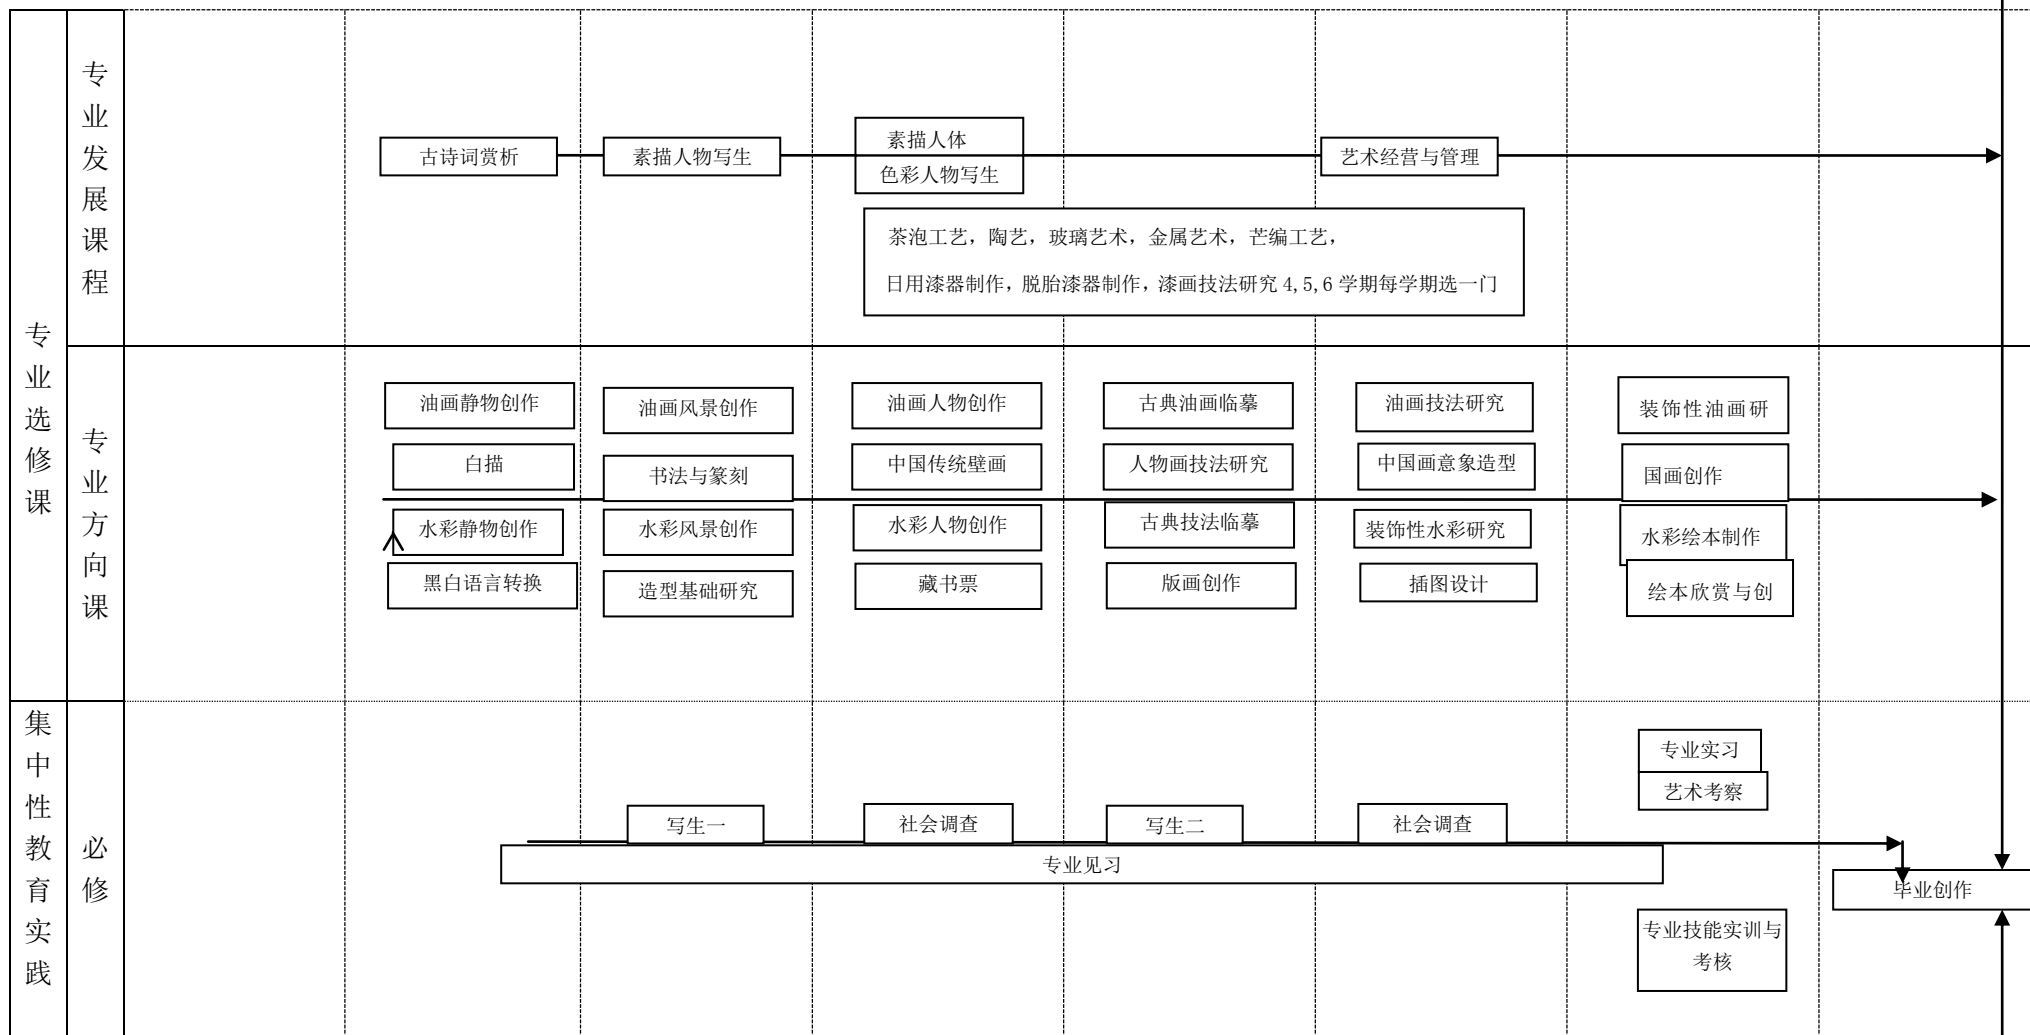 专业选修课
专业发展课程
古诗词赏析
素描人物写生
素描人体
色彩人物写生
艺术经营与管理
茶泡工艺，陶艺，玻璃艺术，金属艺术，芒编工艺，
日用漆器制作，脱胎漆器制作，漆画技法研究 4,5,6 学期每学期选一门
专业方向课
油画静物创作
油画风景创作
油画人物创作
古典油画临摹
油画技法研究
装饰性油画研
白描
书法与篆刻
中国传统壁画
人物画技法研究
中国画意象造型
国画创作
水彩静物创作
水彩风景创作
水彩人物创作
古典技法临摹
装饰性水彩研究
水彩绘本制作
黑白语言转换
造型基础研究
藏书票
版画创作
插图设计
绘本欣赏与创
集中性教育实践
必修
专业实习
艺术考察
写生一
社会调查
写生二
社会调查
专业见习
毕业创作
专业技能实训与
考核